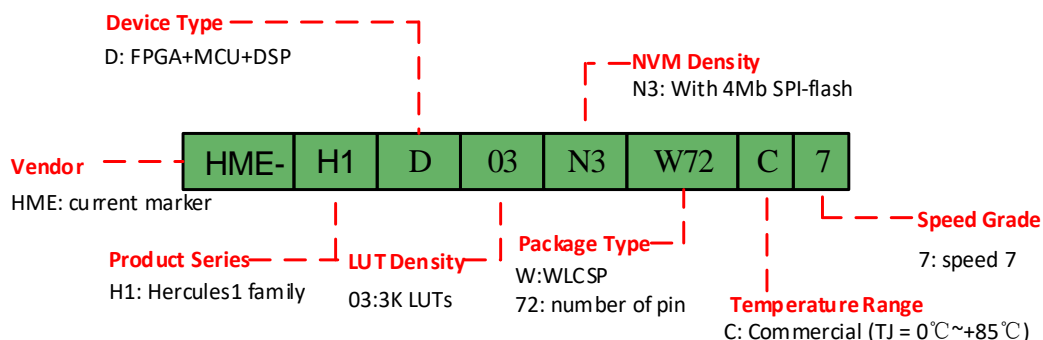 Device Type
D: FPGA+MCU+DSP
NVM Density
N3: With 4Mb SPI-flash
HME- H1 D 03 N3 W72 C 7
Vendor
HME: current marker
Product Series
H1: Hercules1 family
LUT Density
03:3K LUTs
Package Type
W:WLCSP
72: number of pin
Speed Grade
7: speed 7
Temperature Range
C: Commercial (TJ = 0℃~+85℃)